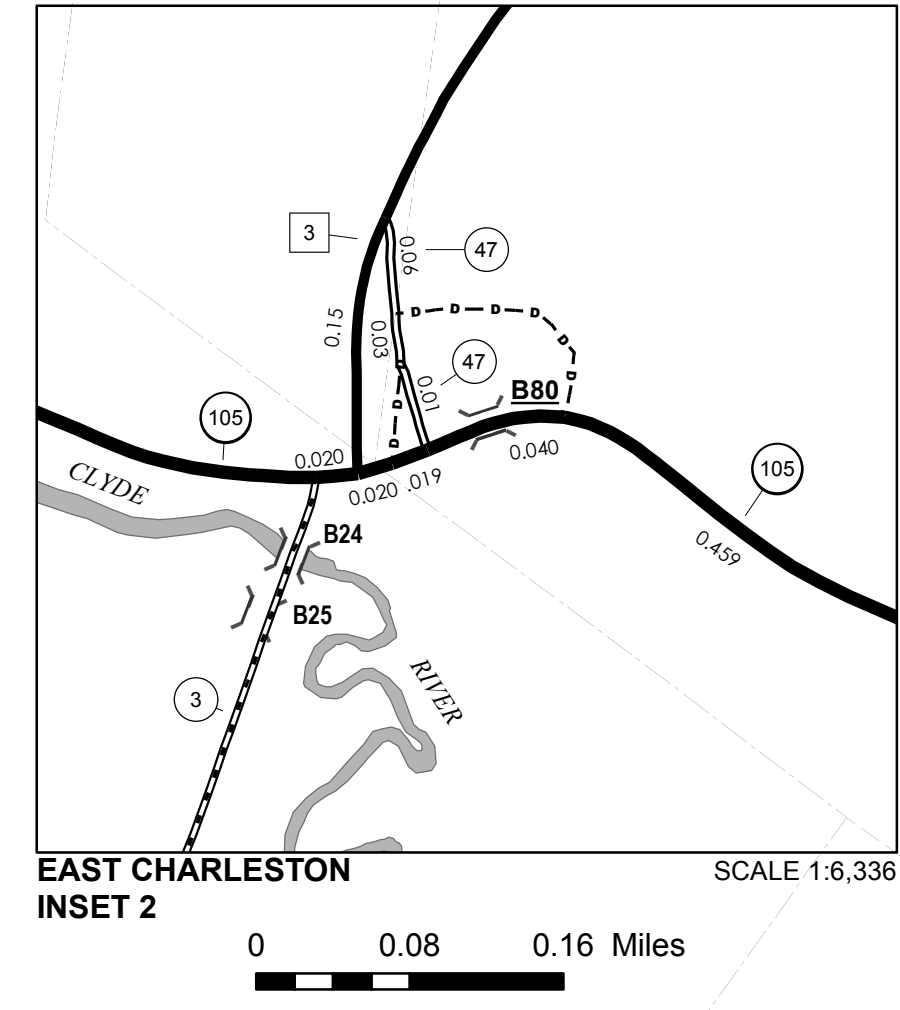 3
47
0.06
D D D D
0.15
0.03
D
47
D
D
0.01
B80
D
105
D
0.020
0.040
105
CLYDE
0.020 .019
B24
0.459
B25
RIVER
3
EAST CHARLESTON
SCALE 1:6,336
INSET 2
0 0.08 0.16 Miles